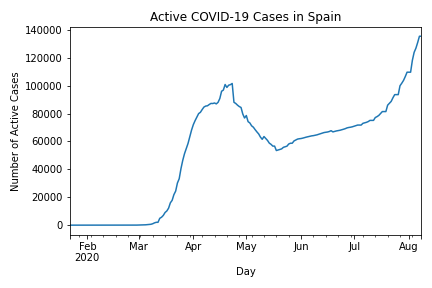 Active COVID-19 Cases in Spain
140000
120000
100000
80000
60000
40000
20000
0
Number of Active Cases
Feb
2020
Mar
Apr
May
Jun
Jul
Aug
Day